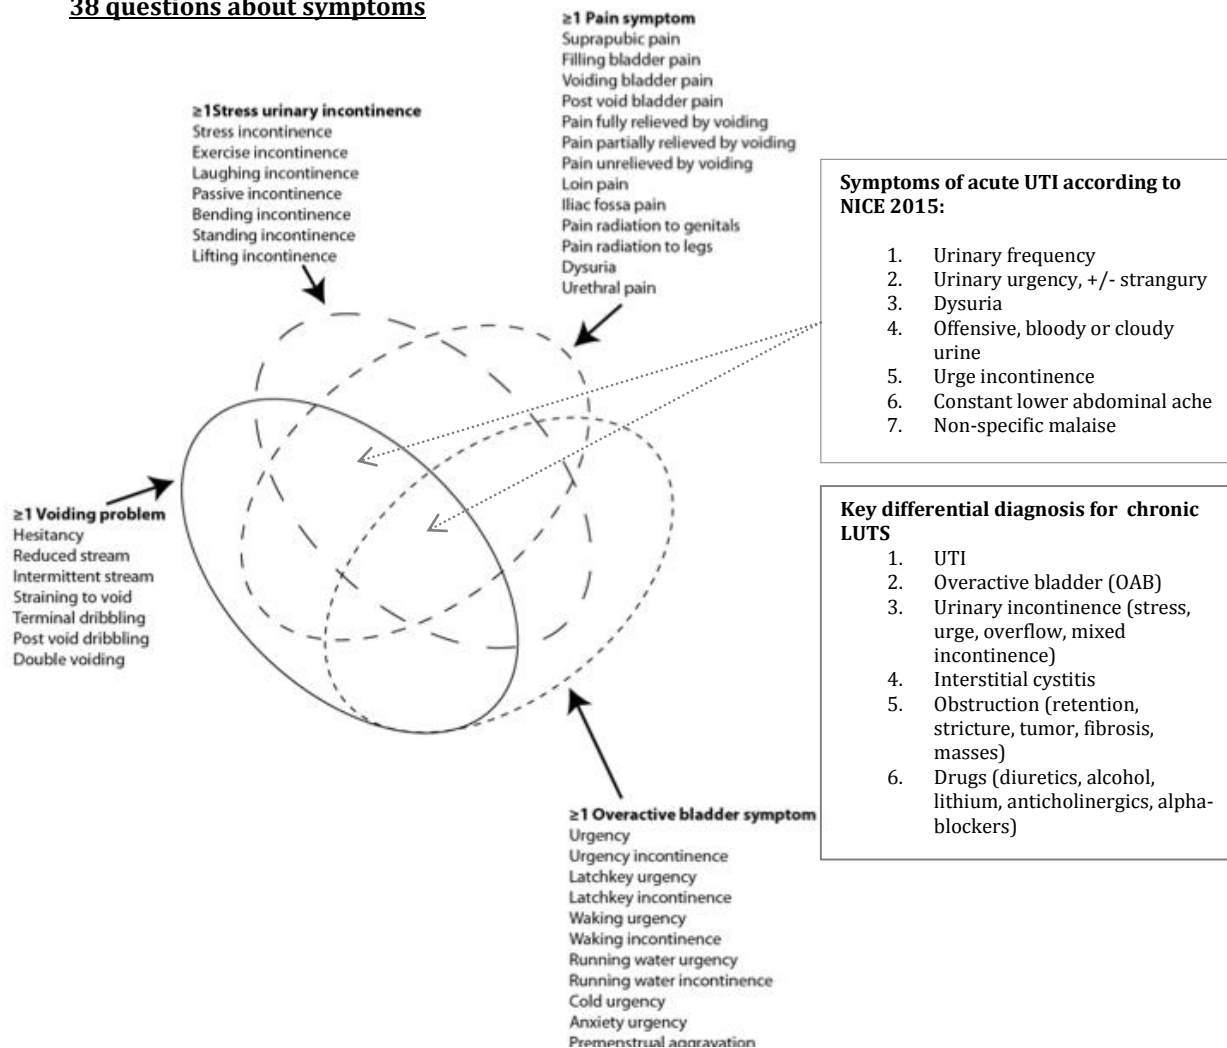 38 questions about symptoms
≥1 Pain symptom
Suprapubic pain
Filling bladder pain
Voiding bladder pain
Post void bladder pain
Pain fully relieved by voiding
Pain partially relieved by voiding
Pain unrelieved by voiding
Loin pain
Iliac fossa pain
Pain radiation to genitals
Pain radiation to legs
Dysuria
Urethral pain
≥1Stress urinary incontinence
Stress incontinence
Exercise incontinence
Laughing incontinence
Passive incontinence
Bending incontinence
Standing incontinence
Lifting incontinence
Symptoms of acute UTI according to
NICE 2015:
1. Urinary frequency
2. Urinary urgency, +/- strangury
3. Dysuria
4. Offensive, bloody or cloudy
urine
5. Urge incontinence
6. Constant lower abdominal ache
7. Non-specific malaise
≥1 Voiding problem
Hesitancy
Reduced stream
Intermittent stream
Straining to void
Terminal dribbling
Post void dribbling
Double voiding
Key differential diagnosis for chronic
LUTS
1. UTI
2. Overactive bladder (OAB)
3. Urinary incontinence (stress,
urge, overflow, mixed
incontinence)
4. Interstitial cystitis
5. Obstruction (retention,
stricture, tumor, fibrosis,
masses)
6. Drugs (diuretics, alcohol,
lithium, anticholinergics, alpha-
blockers)
≥1 Overactive bladder symptom
Urgency
Urgency incontinence
Latchkey urgency
Latchkey incontinence
Waking urgency
Waking incontinence
Running water urgency
Running water incontinence
Cold urgency
Anxiety urgency
Premenstrual aggravation